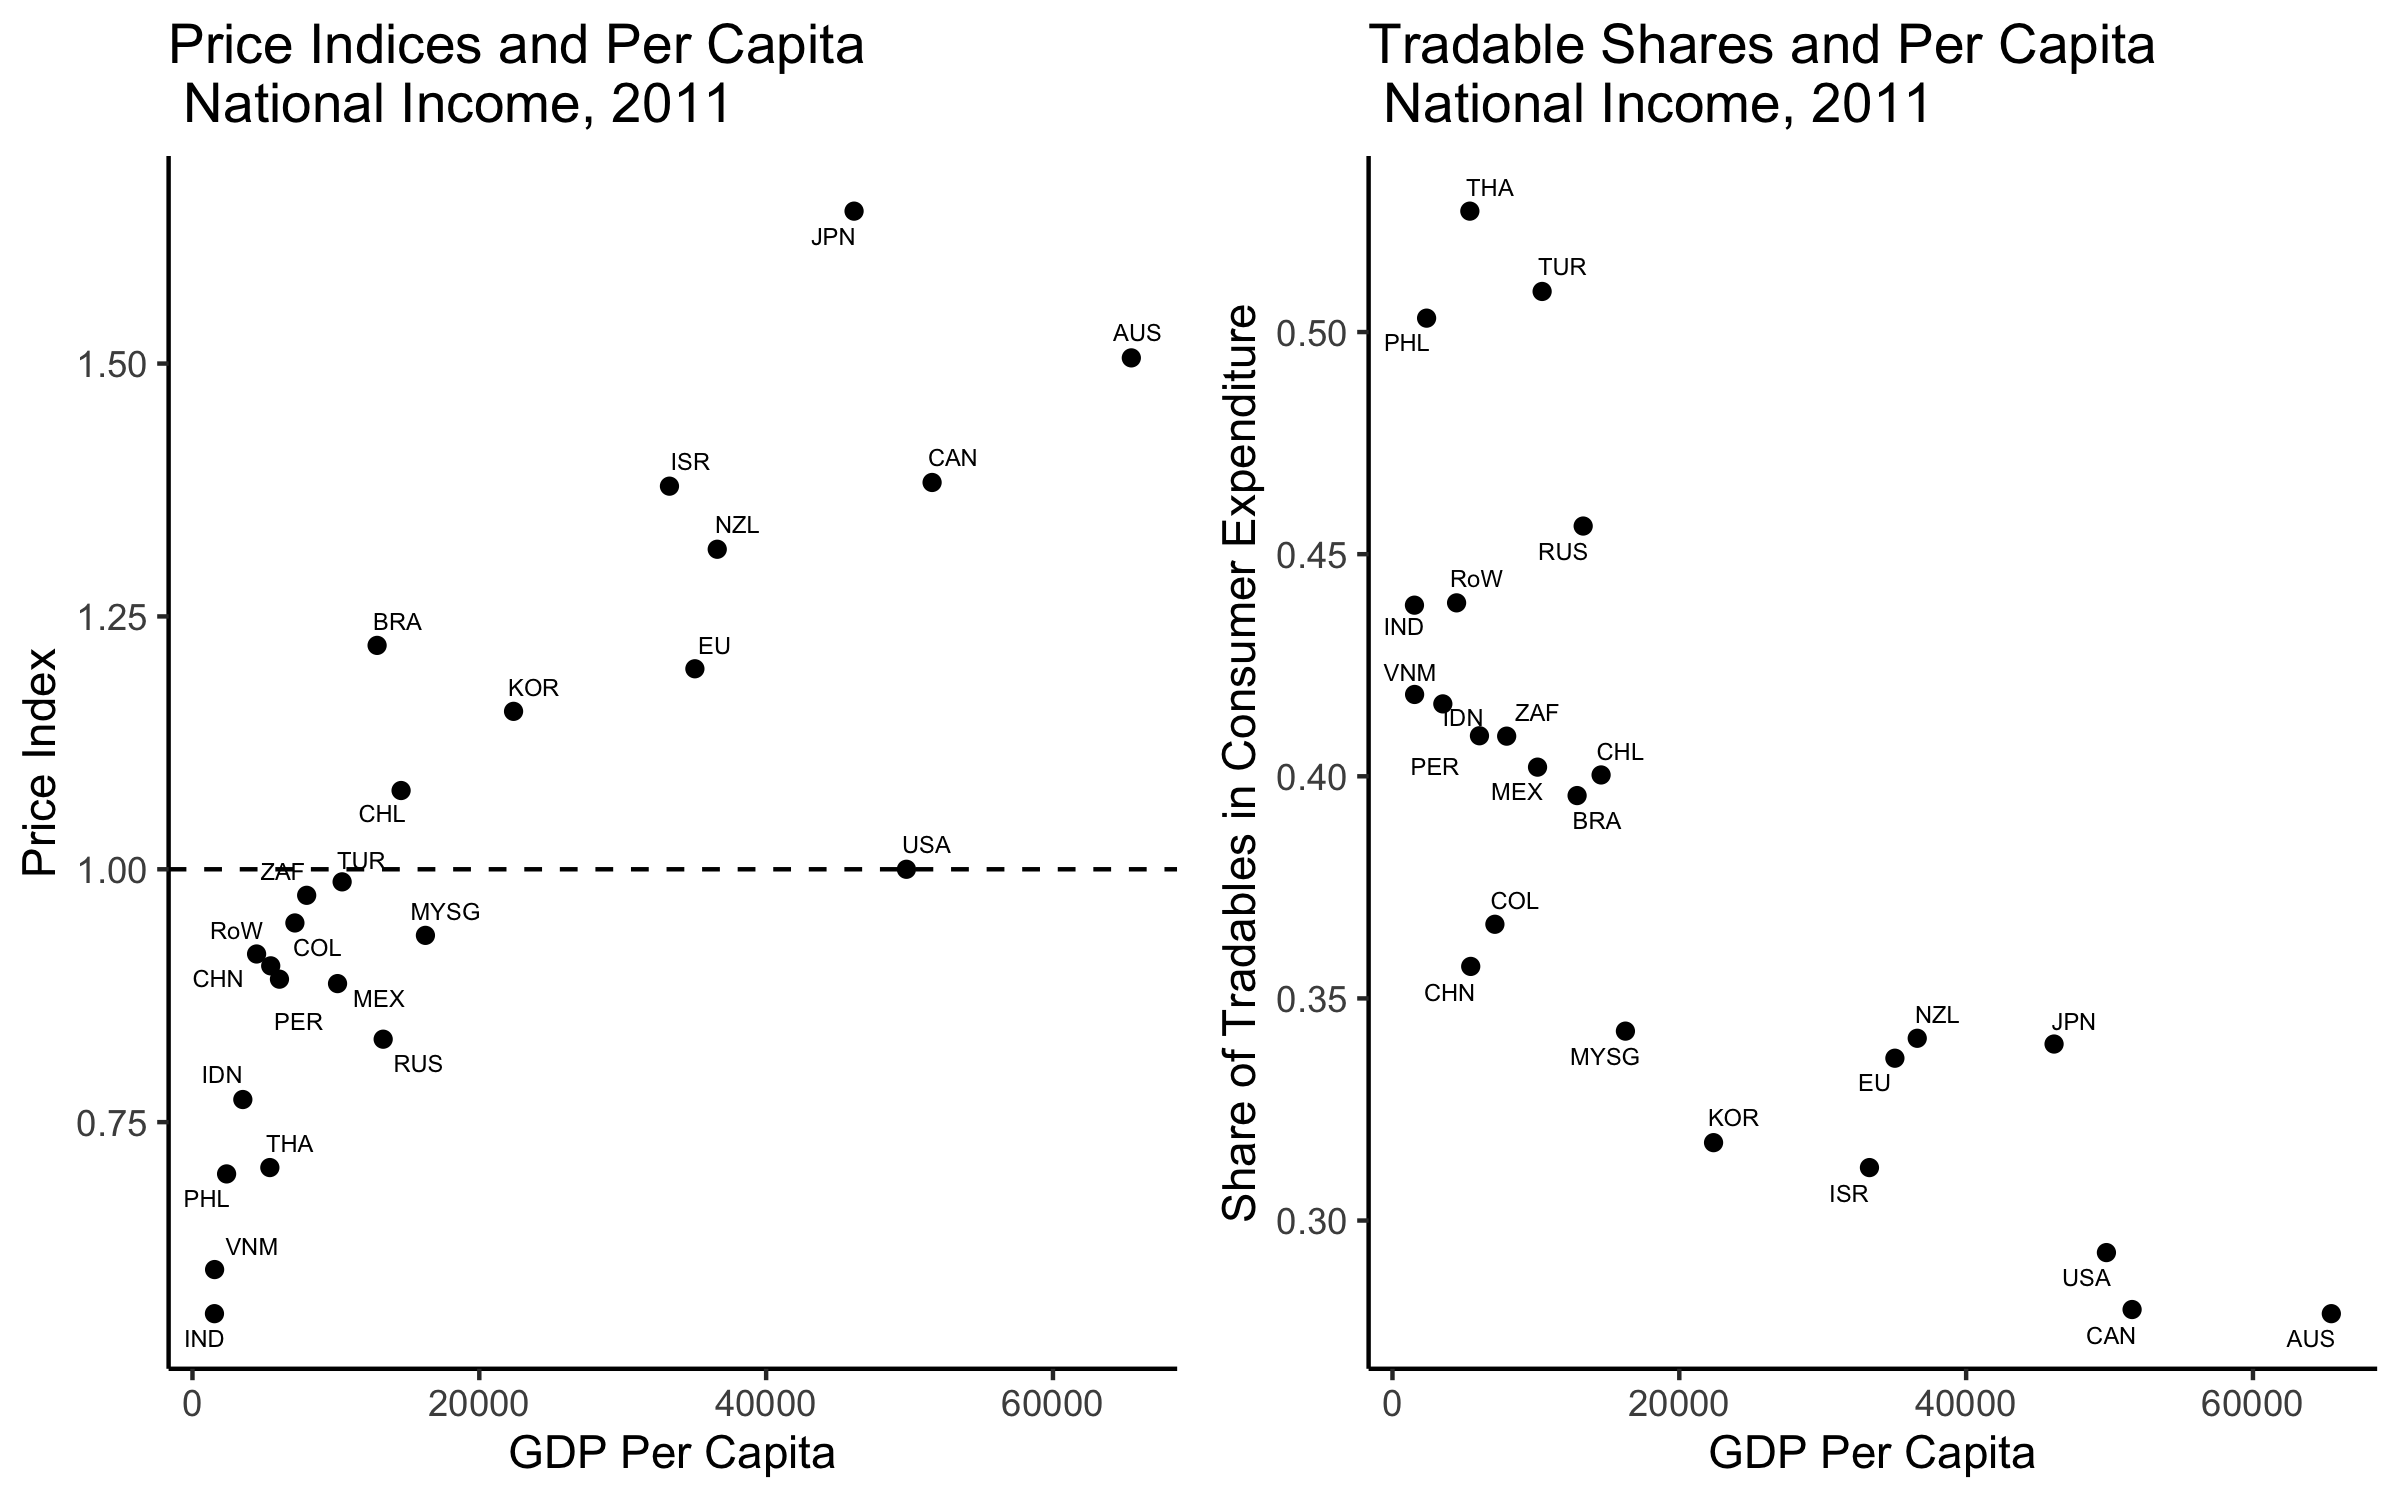 Price Indices and Per Capita
National Income, 2011
Price Index
1.50
1.25
1.00
0.75
JPN
AUS
ISR
CAN
NZL
BRA
EU
KOR
CHL
USA
TUR
ZAF
MYSG
RoW
COL
CHN
MEX
PER
RUS
IDN
THA
PHL
VNM
IND
0
20000
40000
60000
GDP Per Capita
Tradable Shares and Per Capita
National Income, 2011
Share of Tradables in Consumer Expenditure
0.50
0.45
0.40
0.35
0.30
THA
TUR
PHL
RUS
RoW
IND
VNM
IDN
ZAF
PER
CHL
MEX
BRA
COL
CHN
NZL
JPN
MYSG
EU
KOR
ISR
USA
CAN
AUS
0
20000
40000
60000
GDP Per Capita